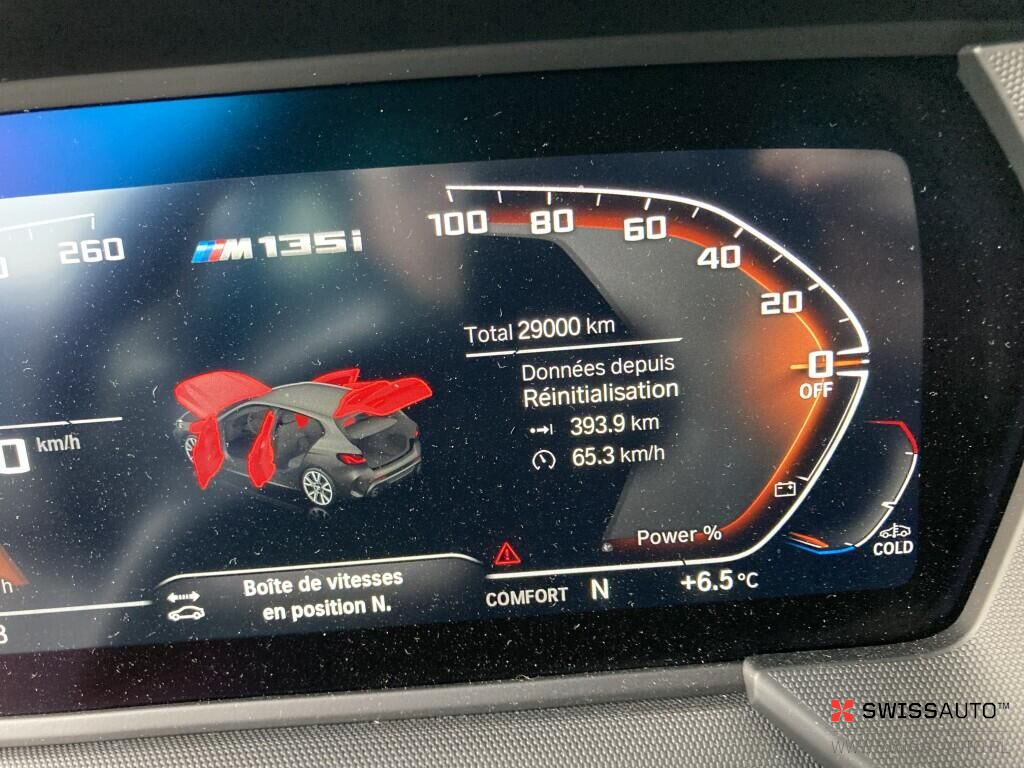 260
M135i
100
80
60
40
20
0
OFF
Total 29000 km
Données depuis
Réinitialisation
393.9 km
65.3 km/h
km/h
Power %
COLD
Boîte de vitesses
en position N.
COMFORT N +6.5 °C
SWISSAUTO™